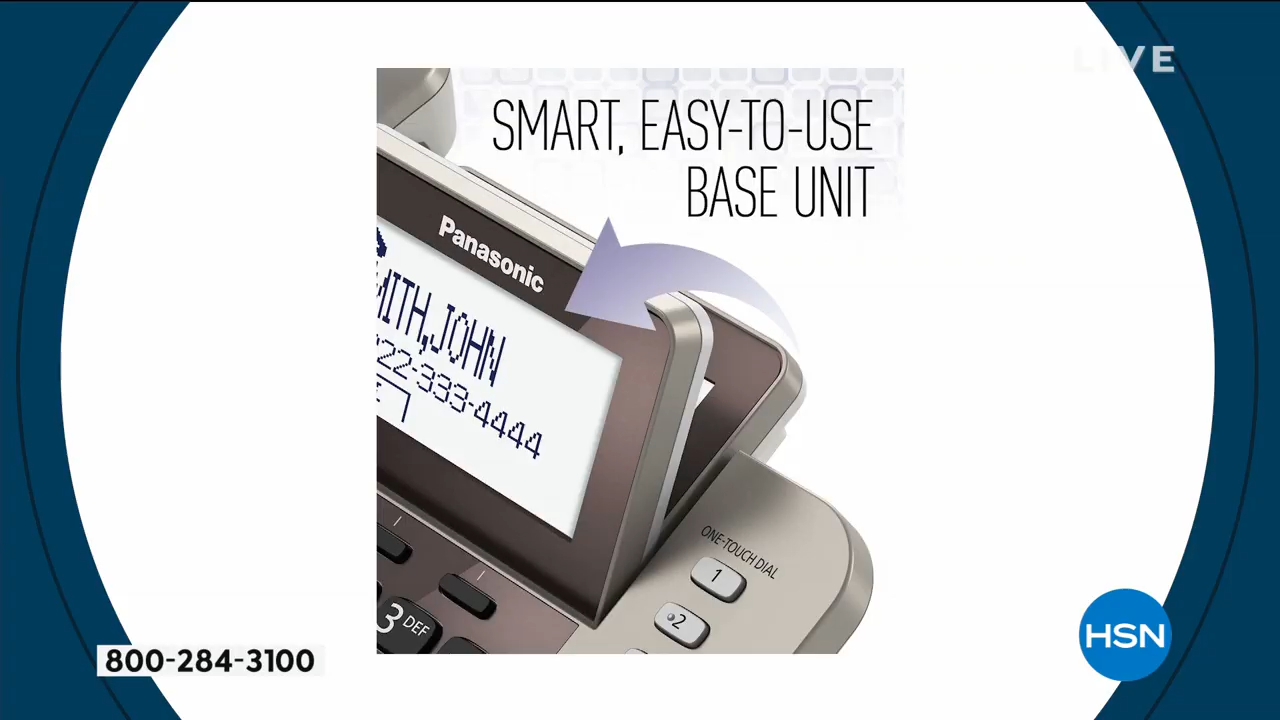 LIVE
SMART, EASY-TO-USE
BASE UNIT
Panasonic
MITH,JOHN
22-333-4444
ONE-TOUCH DIAL
1
2
3 DEF
800-284-3100
HSN